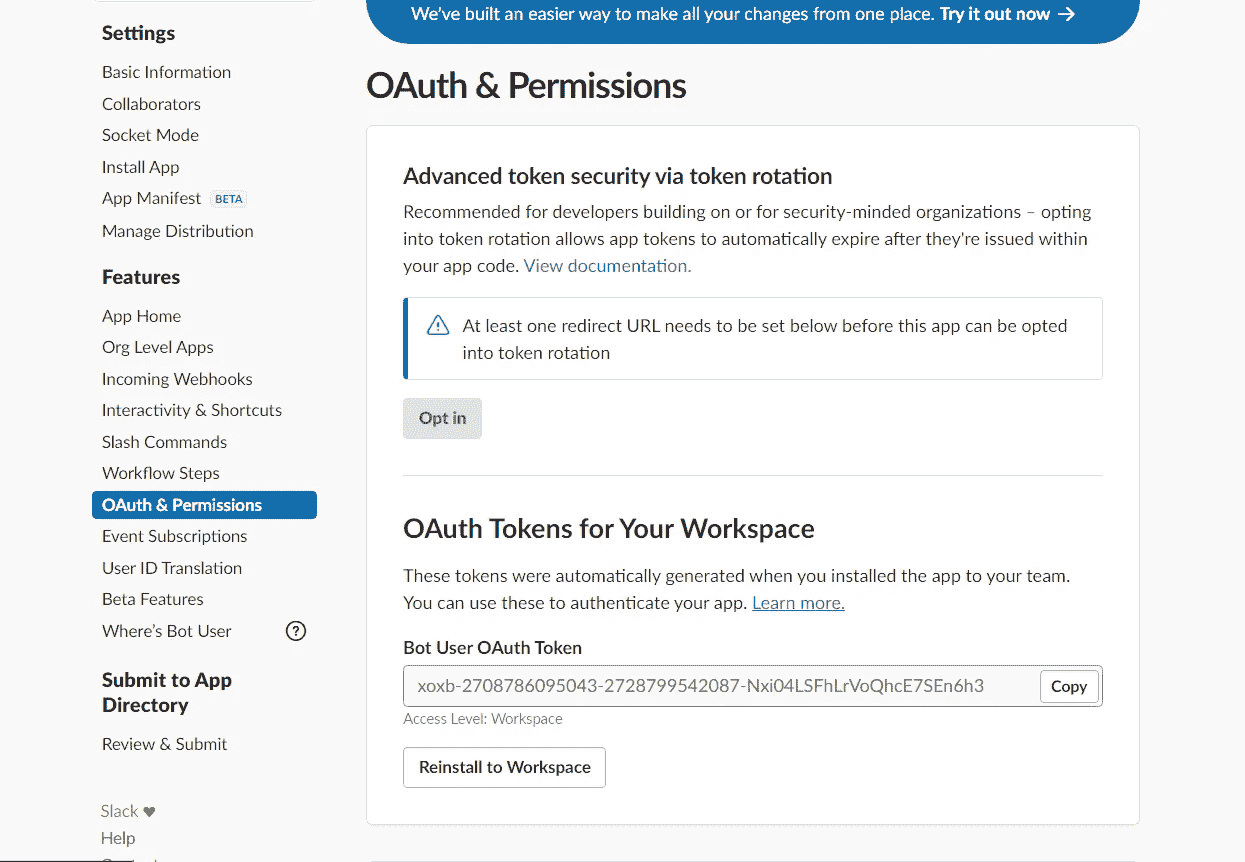 We've built an easier way to make all your changes from one place. Try it out now →
Settings
Basic Information
Collaborators
Socket Mode
Install App
App Manifest BETA
Manage Distribution
Features
App Home
Org Level Apps
Incoming Webhooks
Interactivity & Shortcuts
Slash Commands
Workflow Steps
OAuth & Permissions
Event Subscriptions
User ID Translation
Beta Features
Where's Bot User ?
Submit to App
Directory
Review & Submit
Slack ♥
Help
OAuth & Permissions
Advanced token security via token rotation
Recommended for developers building on or for security-minded organizations – opting
into token rotation allows app tokens to automatically expire after they're issued within
your app code. View documentation.
At least one redirect URL needs to be set below before this app can be opted
into token rotation
Opt in
OAuth Tokens for Your Workspace
These tokens were automatically generated when you installed the app to your team.
You can use these to authenticate your app. Learn more.
Bot User OAuth Token
xoxb-2708786095043-2728799542087-Nxi04LSFhLrVoQhcE7SEn6h3 Copy
Access Level: Workspace
Reinstall to Workspace